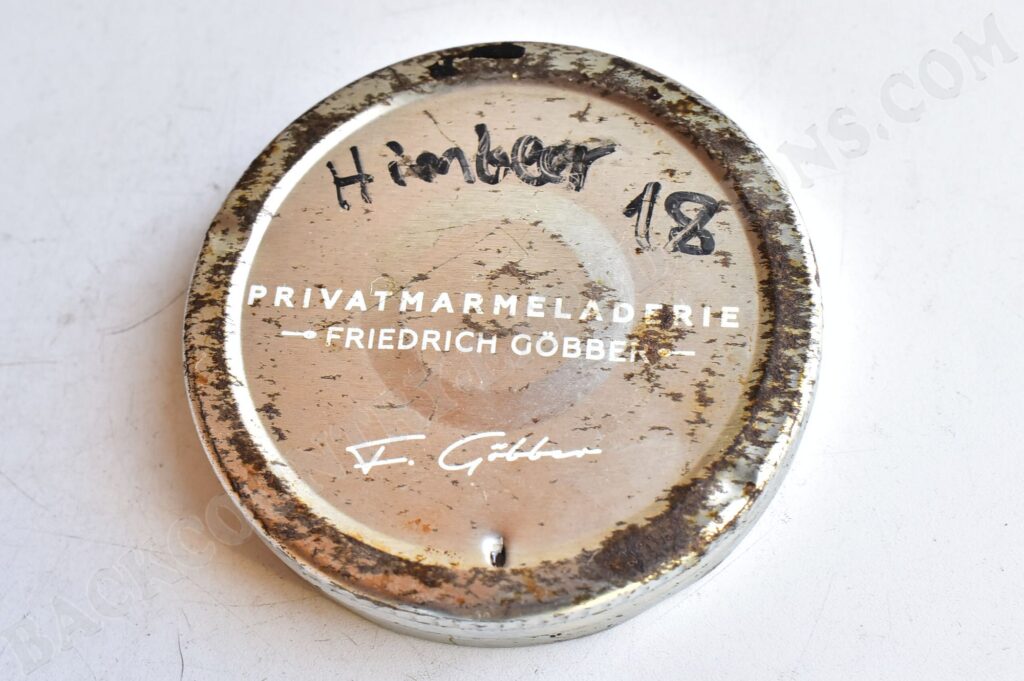 Himbeer
18
PRIVATMARMELADERIE
FRIEDRICH GÖBBER
F. Göbber